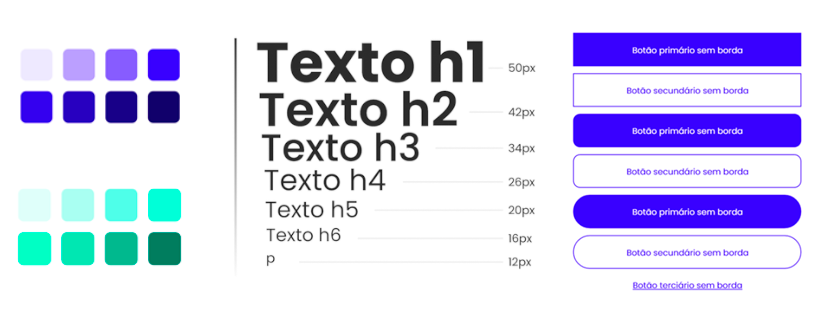 Texto h1
50px
Texto h2
42px
Texto h3
34px
Texto h4
26px
Texto h5
20px
Texto h6
16px
p
12px
Botão primário sem borda
Botão secundário sem borda
Botão primário sem borda
Botão secundário sem borda
Botão primário sem borda
Botão secundário sem borda
Botão terciário sem borda